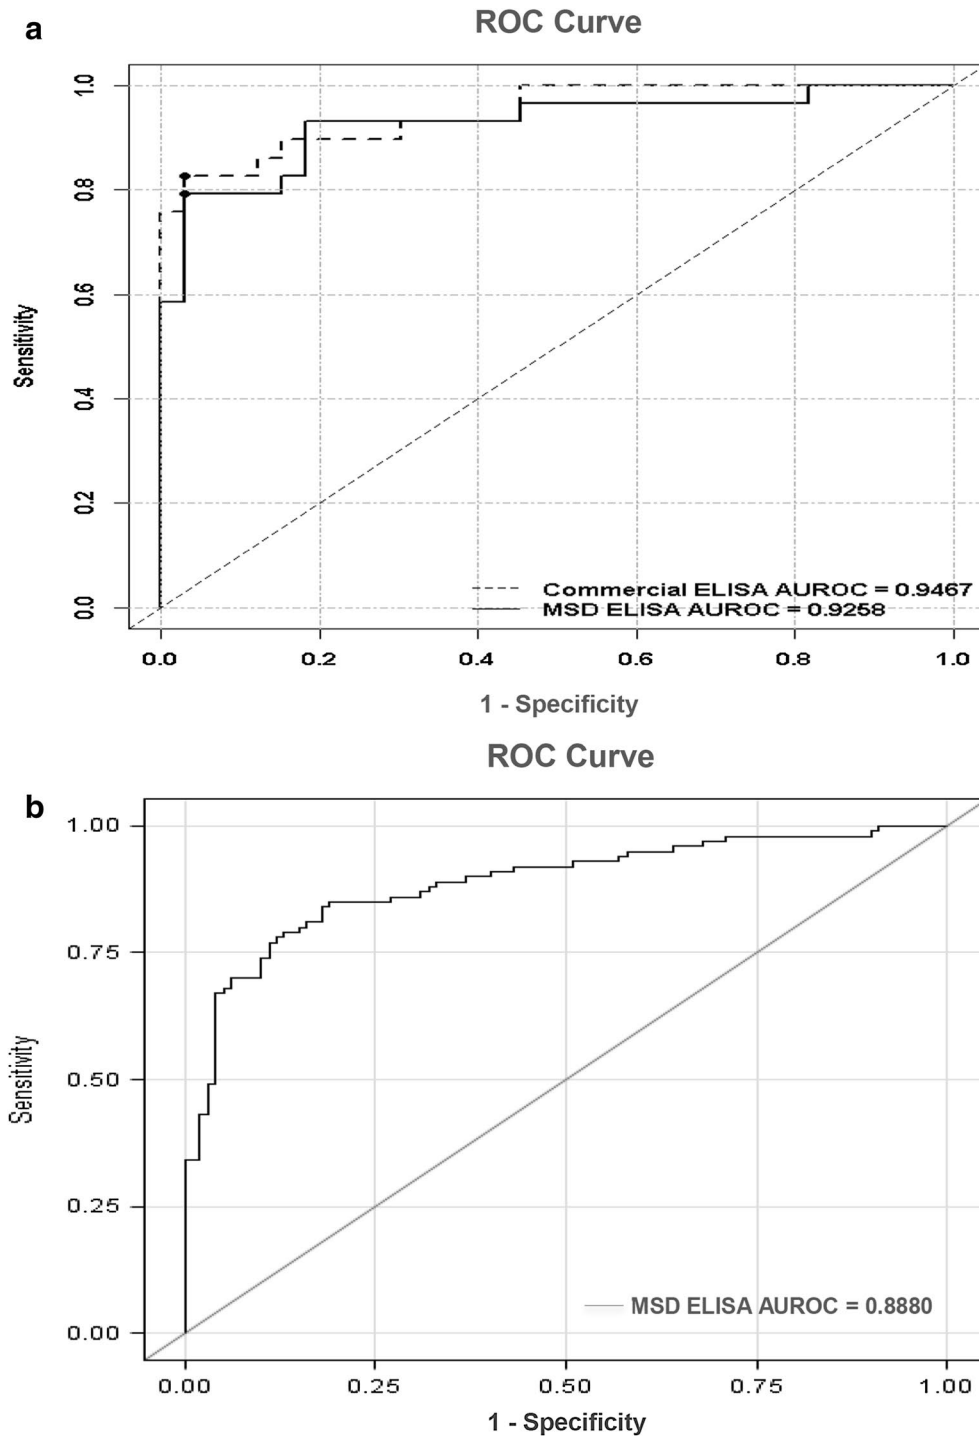 a
ROC Curve
1.0
0.8
0.6
0.4
0.2
0.0
Sensitivity
Commercial ELISA AUROC = 0.9467
MSD ELISA AUROC = 0.9258
0.0 0.2 0.4 0.6 0.8 1.0
1 - Specificity
b
ROC Curve
1.00
0.75
0.50
0.25
0.00
Sensitivity
MSD ELISA AUROC = 0.8880
0.00 0.25 0.50 0.75 1.00
1 - Specificity